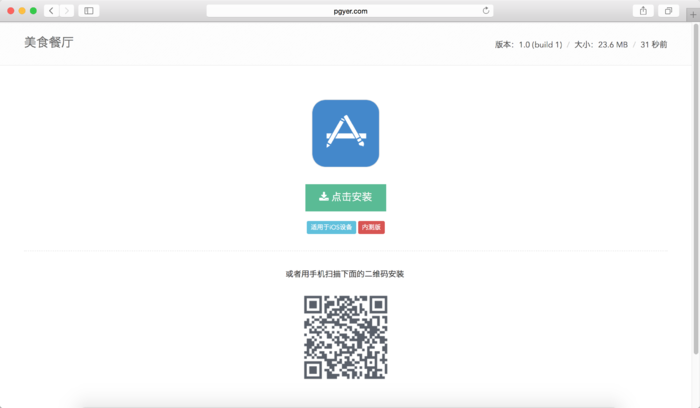 pgyer.com
美食餐厅
版本：1.0 (build 1) / 大小：23.6 MB / 31 秒前
点击安装
适用于iOS设备 内测版
或者用手机扫描下面的二维码安装